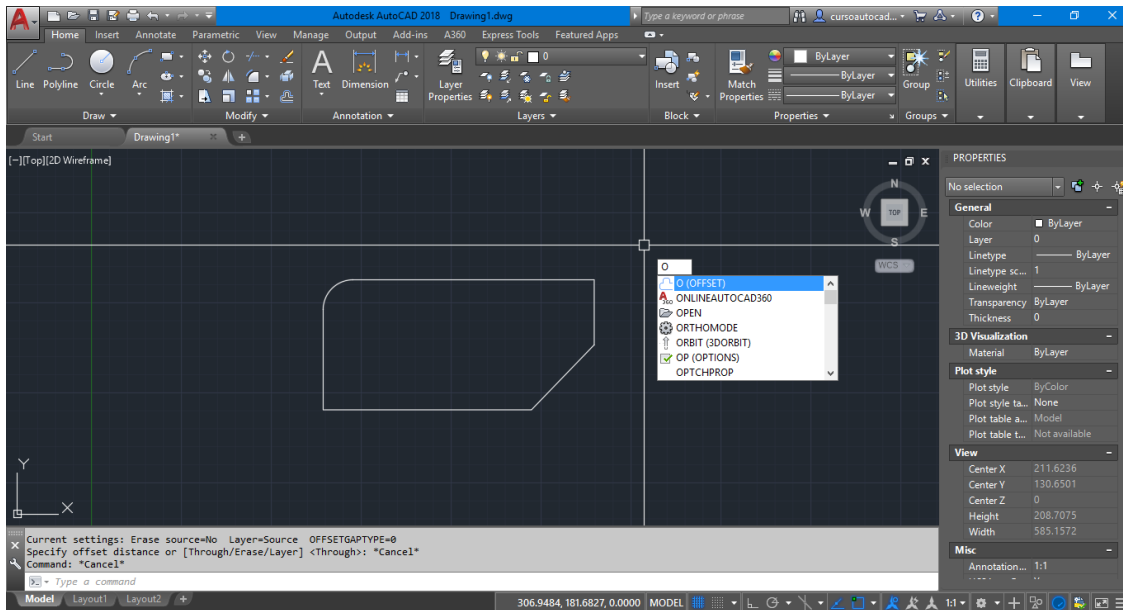 Autodesk AutoCAD 2018 Drawing1.dwg
Type a keyword or phrase
cursoautocad...
Home Insert Annotate Parametric View Manage Output Add-ins A360 Express Tools Featured Apps
Line Polyline Circle Arc
Text Dimension
Layer Properties
0
Insert
Match Properties
ByLayer
ByLayer
ByLayer
Group
Utilities
Clipboard
View
Draw Modify Annotation Layers Block Properties Groups
Start Drawing1*
[−][Top][2D Wireframe]
N
W TOP E
S
WCS
O
O (OFFSET)
ONLINEAUTOCAD360
OPEN
ORTHOMODE
ORBIT (3DORBIT)
OP (OPTIONS)
OPTCHPROP
Y
X
PROPERTIES
No selection
General
Color ByLayer
Layer 0
Linetype ByLayer
Linetype sc... 1
Lineweight ByLayer
Transparency ByLayer
Thickness 0
3D Visualization
Material ByLayer
Plot style
Plot style ByColor
Plot style ta... None
Plot table a... Model
Plot table t... Not available
View
Center X 211.6236
Center Y 130.6501
Center Z 0
Height 208.7075
Width 585.1572
Misc
Annotation... 1:1
Current settings: Erase source=No Layer=Source OFFSETGAPTYPE=0
Specify offset distance or [Through/Erase/Layer] <Through>: *Cancel*
Command: *Cancel*
Type a command
Model Layout1 Layout2 +
306.9484, 181.6827, 0.0000 MODEL 1:1